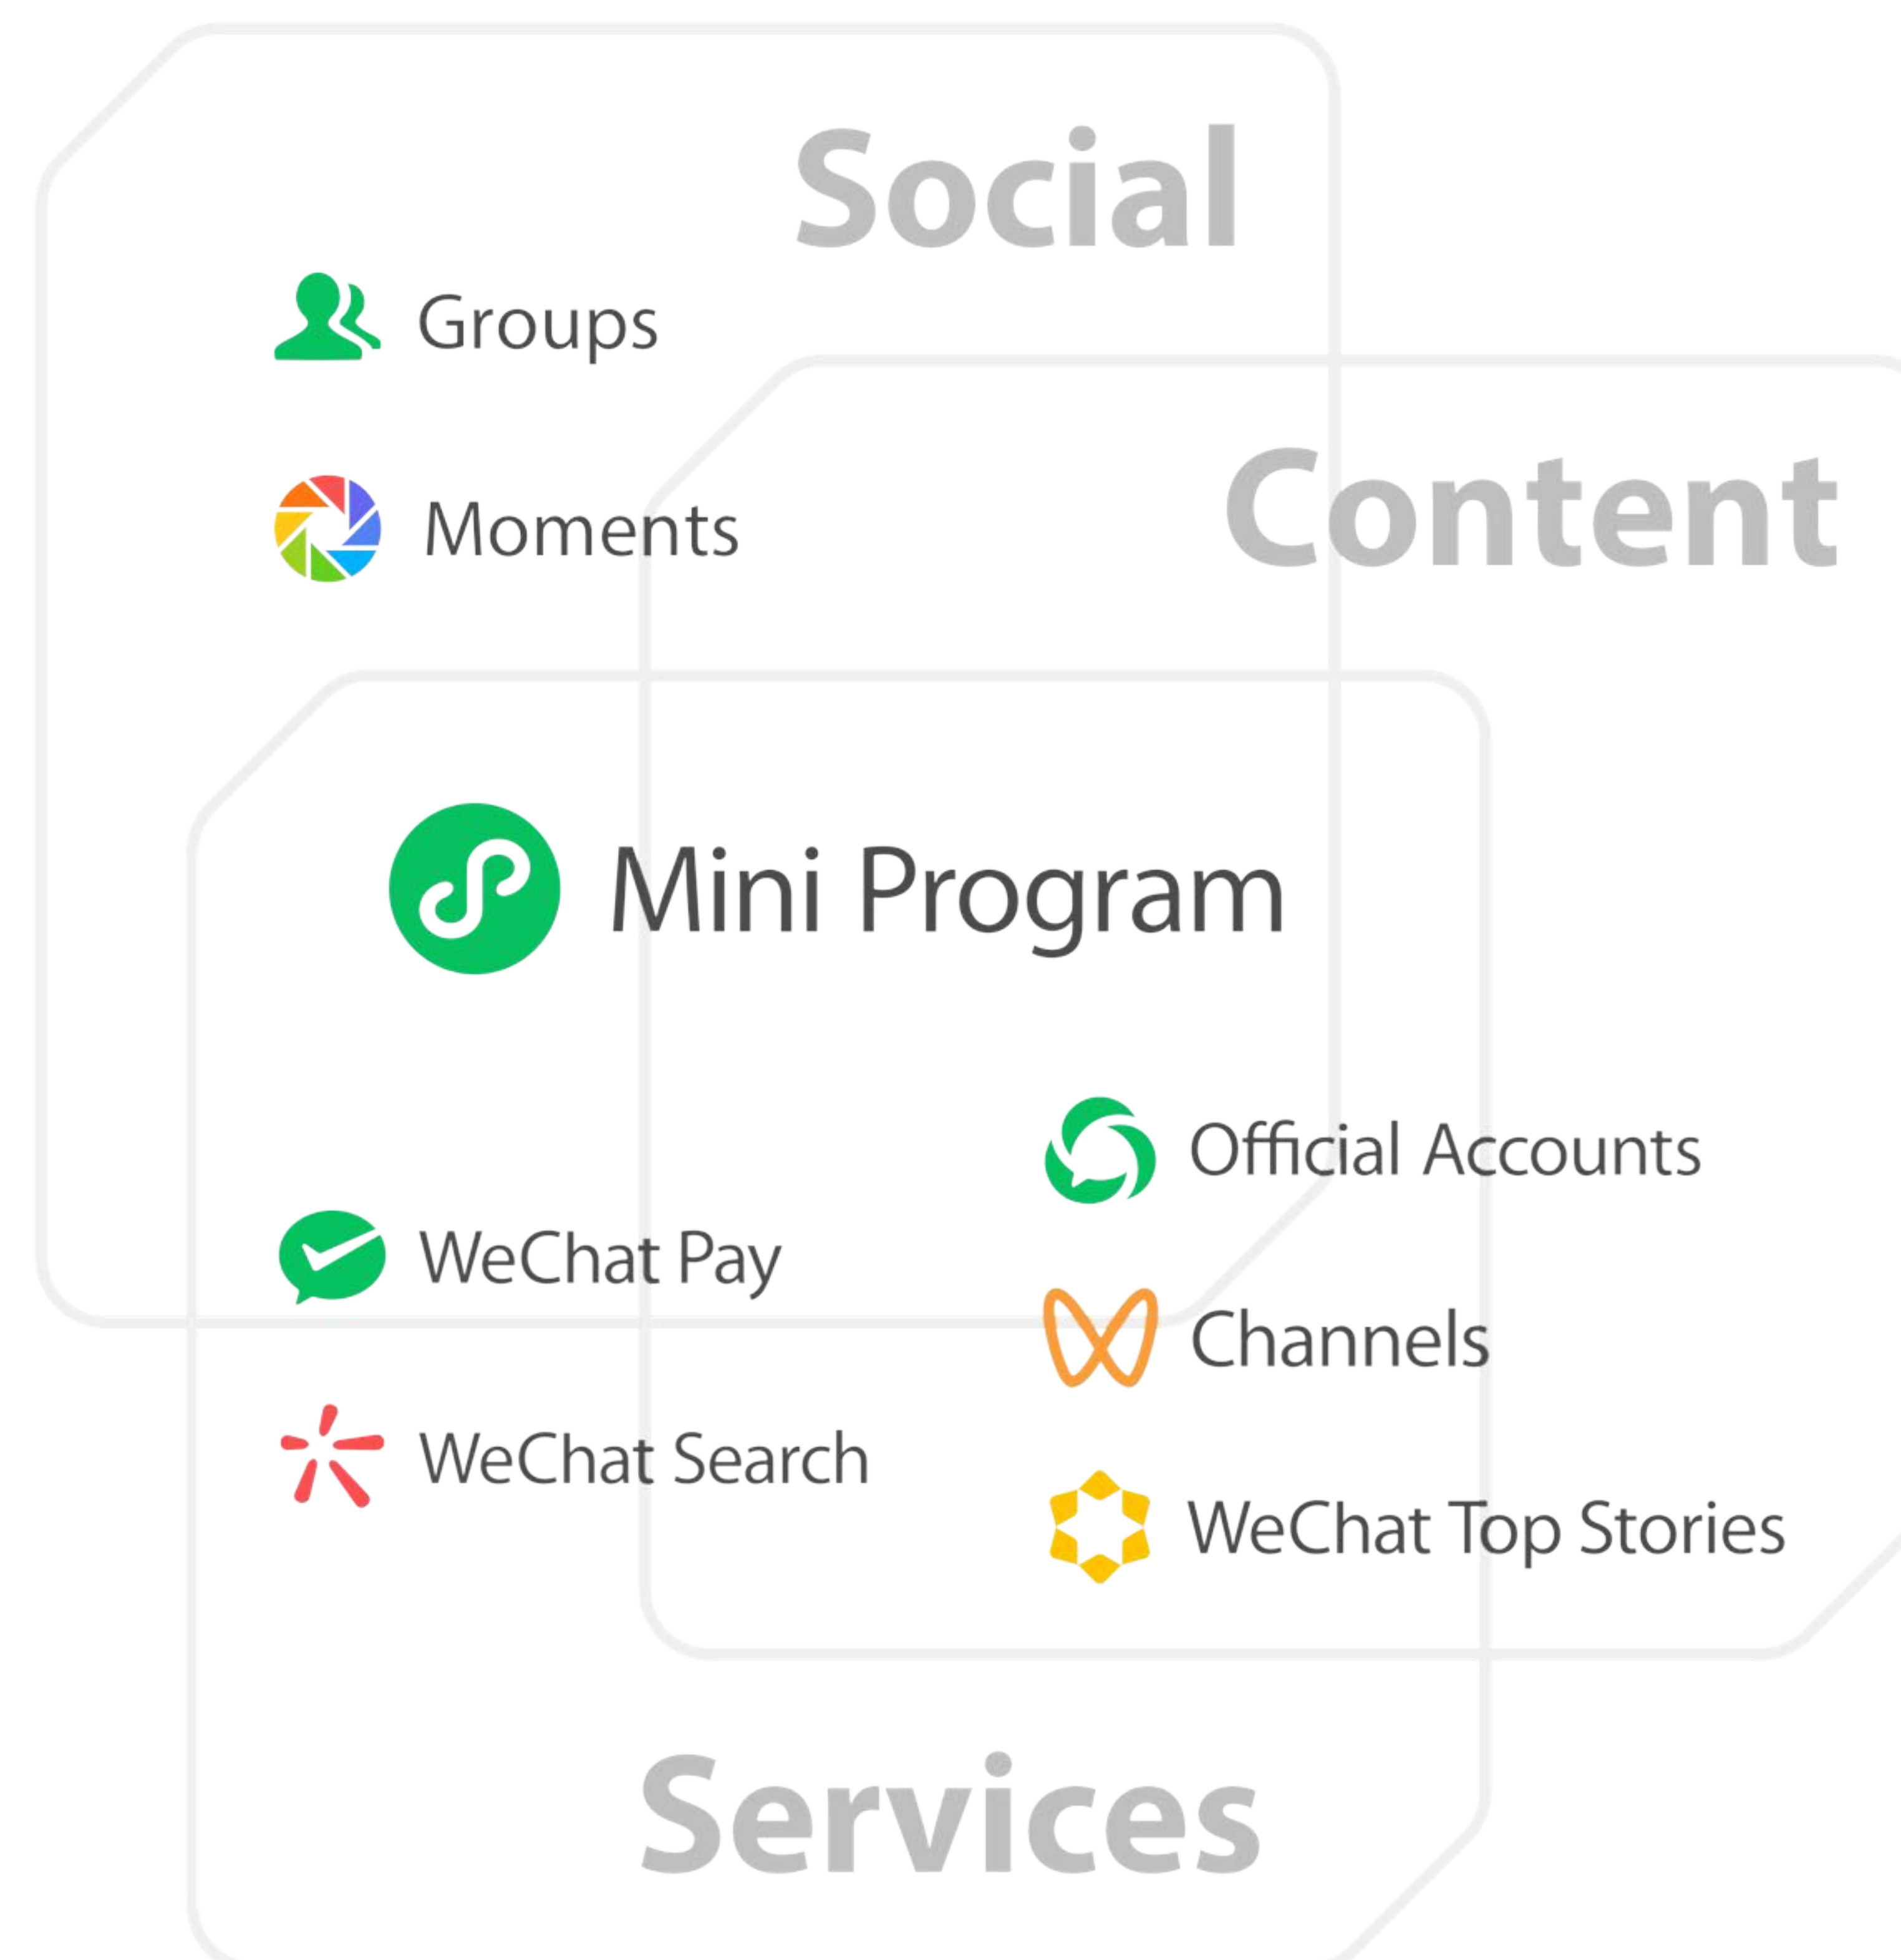 Social
Groups
Content
Moments
Mini Program
Official Accounts
WeChat Pay
Channels
WeChat Search
WeChat Top Stories
Services